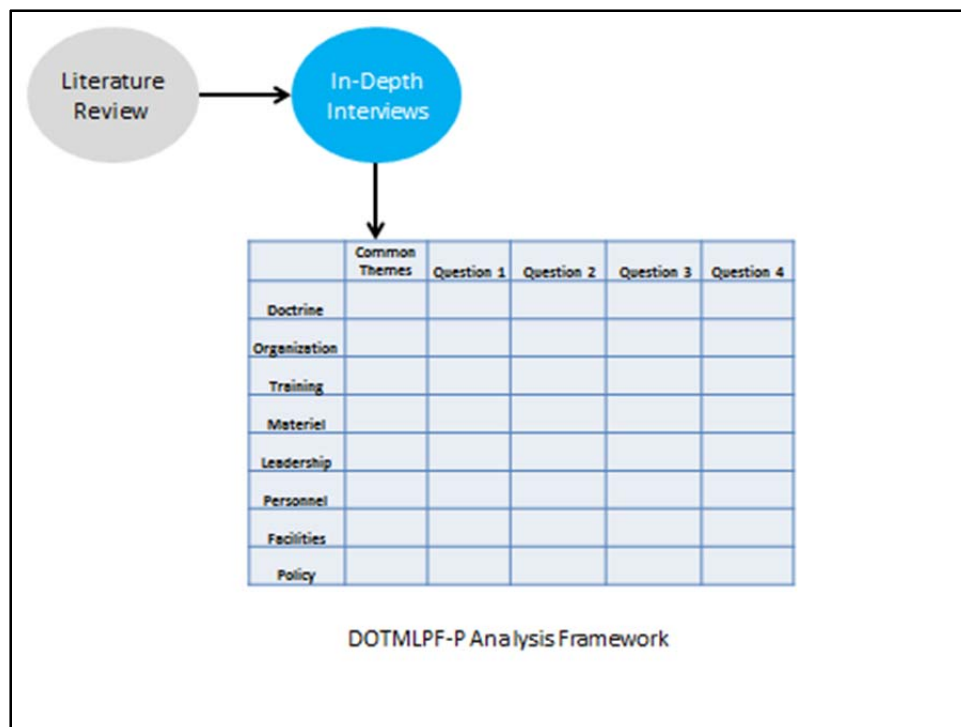 Literature
Review
In-Depth
Interviews
Common
Themes
Question 1
Question 2
Question 3
Question 4
Doctrine
Organization
Training
Materiel
Leadership
Personnel
Facilities
Policy
DOTMLPF-P Analysis Framework